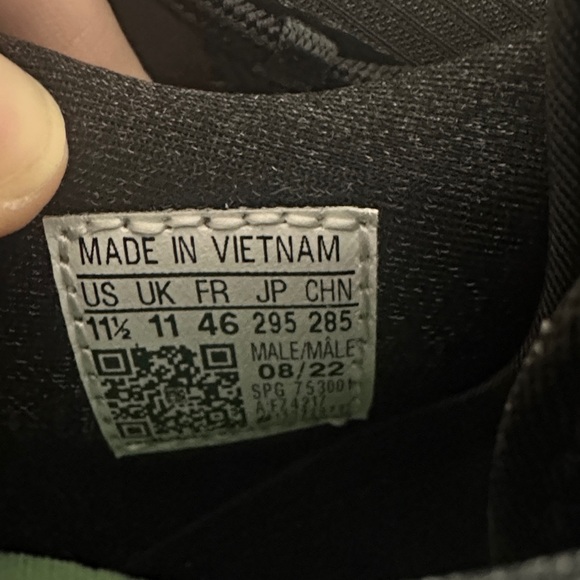 MADE IN VIETNAM
US UK FR JP CHN
11½ 11 46 295 285
MALE/MÂLE
08/22
SPG 753001